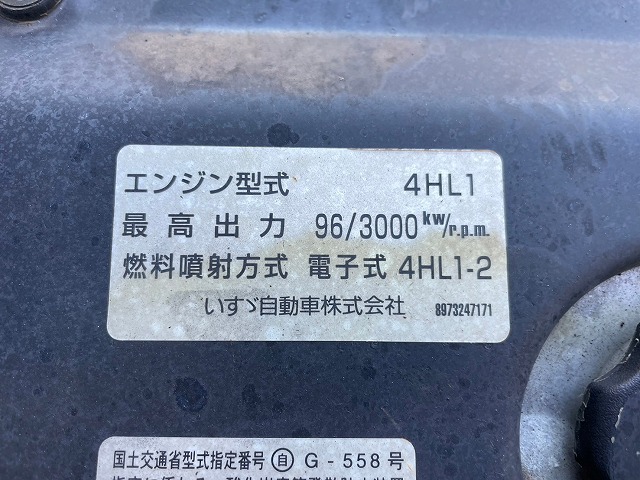 エンジン型式 4HL1
最高出力 96/3000kw/r.p.m.
燃料噴射方式 電子式 4HL1-2
いすゞ自動車株式会社 8973247171
国土交通省型式指定番号 自 G-558号